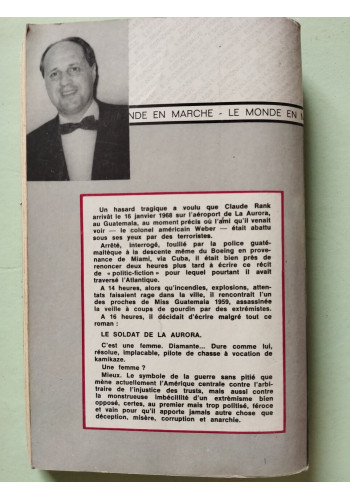 NDE EN MARCHE - LE MONDE EN
Un hasard tragique a voulu que Claude Rank
arrivât le 16 janvier 1968 sur l'aéroport de La Aurora,
au Guatemala, au moment précis où l'ami qu'il venait
voir — le colonel américain Weber — était abattu
sous ses yeux par des terroristes.
Arrêté, interrogé, fouillé par la police guaté-
maltèque à la descente même du Boeing en prove-
nance de Miami, via Cuba, il était bien près de
renoncer deux heures plus tard à écrire ce récit
de « politic-fiction » pour lequel pourtant il avait
traversé l'Atlantique.
A 14 heures, alors qu'incendies, explosions, atten-
tats faisaient rage dans la ville, il rencontrait l'un
des proches de Miss Guatemala 1959, assassinée
la veille à coups de gourdin par des extrémistes.
A 16 heures, il décidait d'écrire malgré tout ce
roman :
LE SOLDAT DE LA AURORA.
C'est une femme. Diamante... Dure comme lui,
résolue, implacable, pilote de chasse à vocation de
kamikaze.
Une femme ?
Mieux. Le symbole de la guerre sans pitié que
mène actuellement l'Amérique centrale contre l'arbi-
traire de l'injustice des trusts, mais aussi contre
la monstrueuse imbécillité d'un extrémisme bien
opposé, certes, au premier mais trop politisé, féroce
et vain pour qu'il apporte jamais autre chose que
déception, misère, corruption et anarchie.